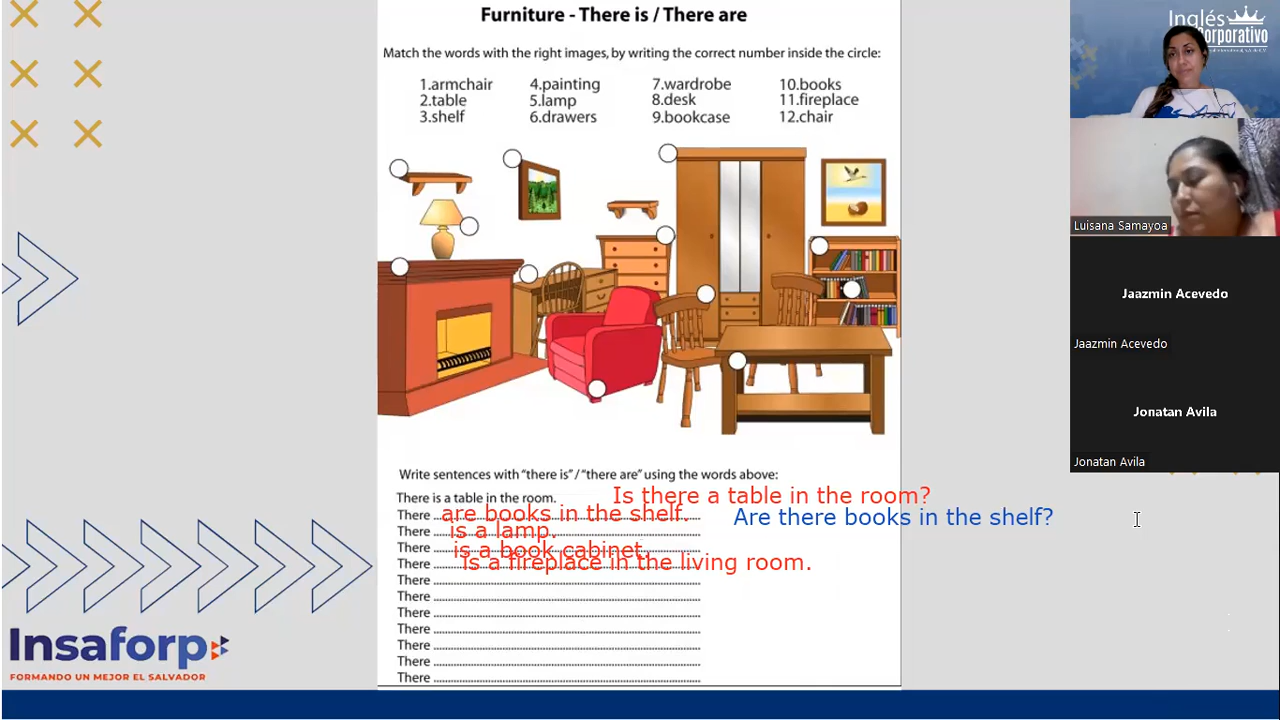 Furniture - There is / There are
Match the words with the right images, by writing the correct number inside the circle:
1.armchair 4.painting 7.wardrobe 10.books
2.table 5.lamp 8.desk 11.fireplace
3.shelf 6.drawers 9.bookcase 12.chair
Write sentences with "there is" / "there are" using the words above:
There is a table in the room. Is there a table in the room?
There are books in the shelf. Are there books in the shelf?
There is a lamp.
There is a book cabinet.
There is a fireplace in the living room.
There
There
There
There
There
There
There
Insaforp
FORMANDO UN MEJOR EL SALVADOR
Inglés
corporativo
Luisana Samayoa
Jaazmin Acevedo
Jaazmin Acevedo
Jonatan Avila
Jonatan Avila